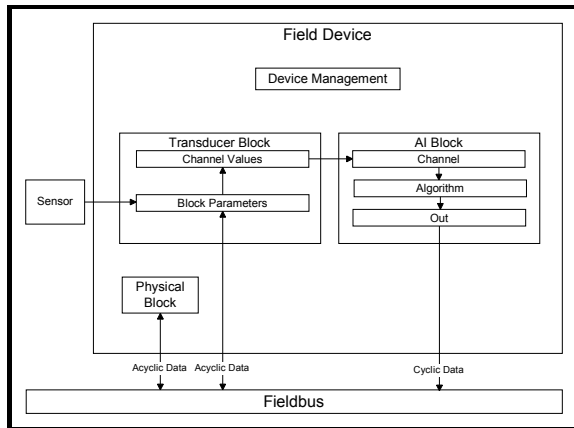 Field Device
Device Management
Transducer Block
AI Block
Channel Values
Channel
Sensor
Block Parameters
Algorithm
Out
Physical
Block
Acyclic Data
Acyclic Data
Cyclic Data
Fieldbus